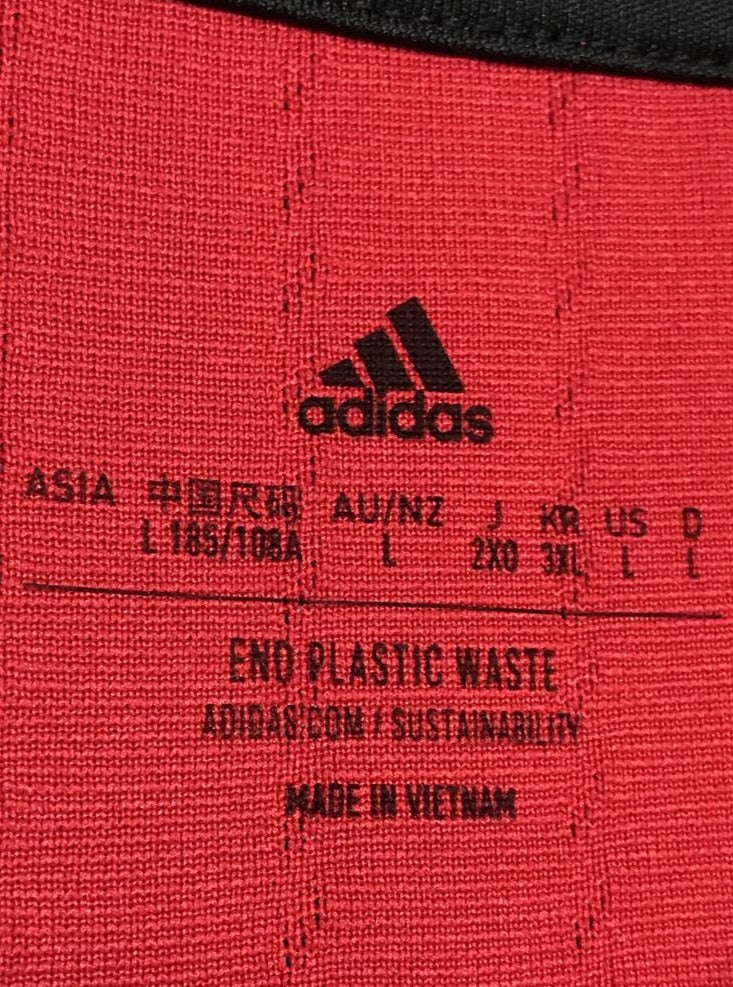 adidas
ASIA 中国尺码 AU/NZ J KR US D
L 185/108A L 2XO 3XL L L
END PLASTIC WASTE
ADIDAS.COM / SUSTAINABILITY
MADE IN VIETNAM